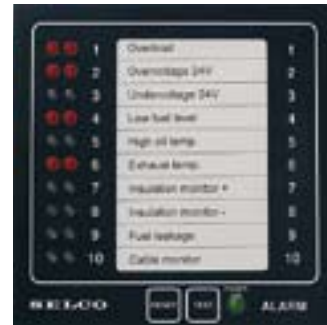 1 Overload 1
2 Overvoltage 24V 2
3 Undervoltage 24V 3
4 Low fuel level 4
5 High oil temp. 5
6 Exhaust temp. 6
7 Insulation monitor + 7
8 Insulation monitor - 8
9 Fuel leakage 9
10 Cable monitor 10
SELCO RESET TEST ALARM